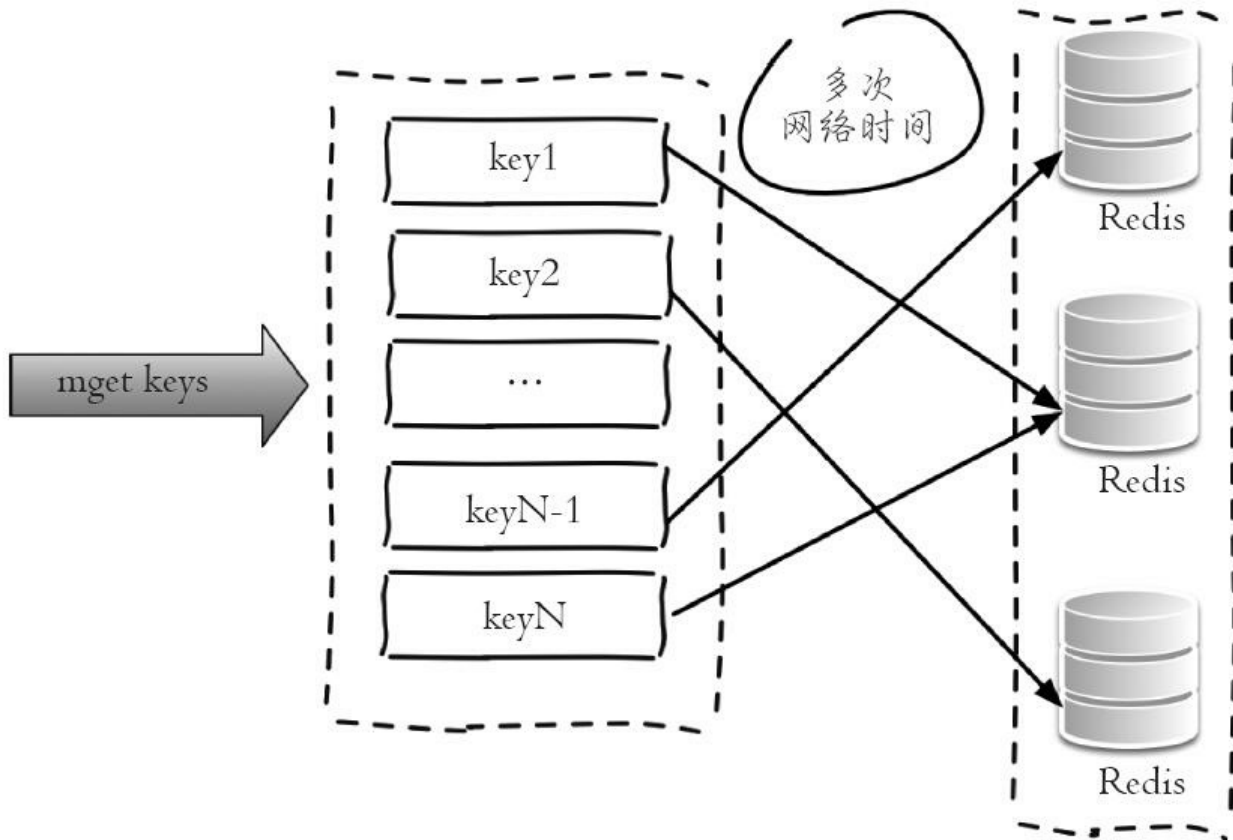 多次
网络时间
key1
key2
...
keyN-1
keyN
mget keys
Redis
Redis
Redis